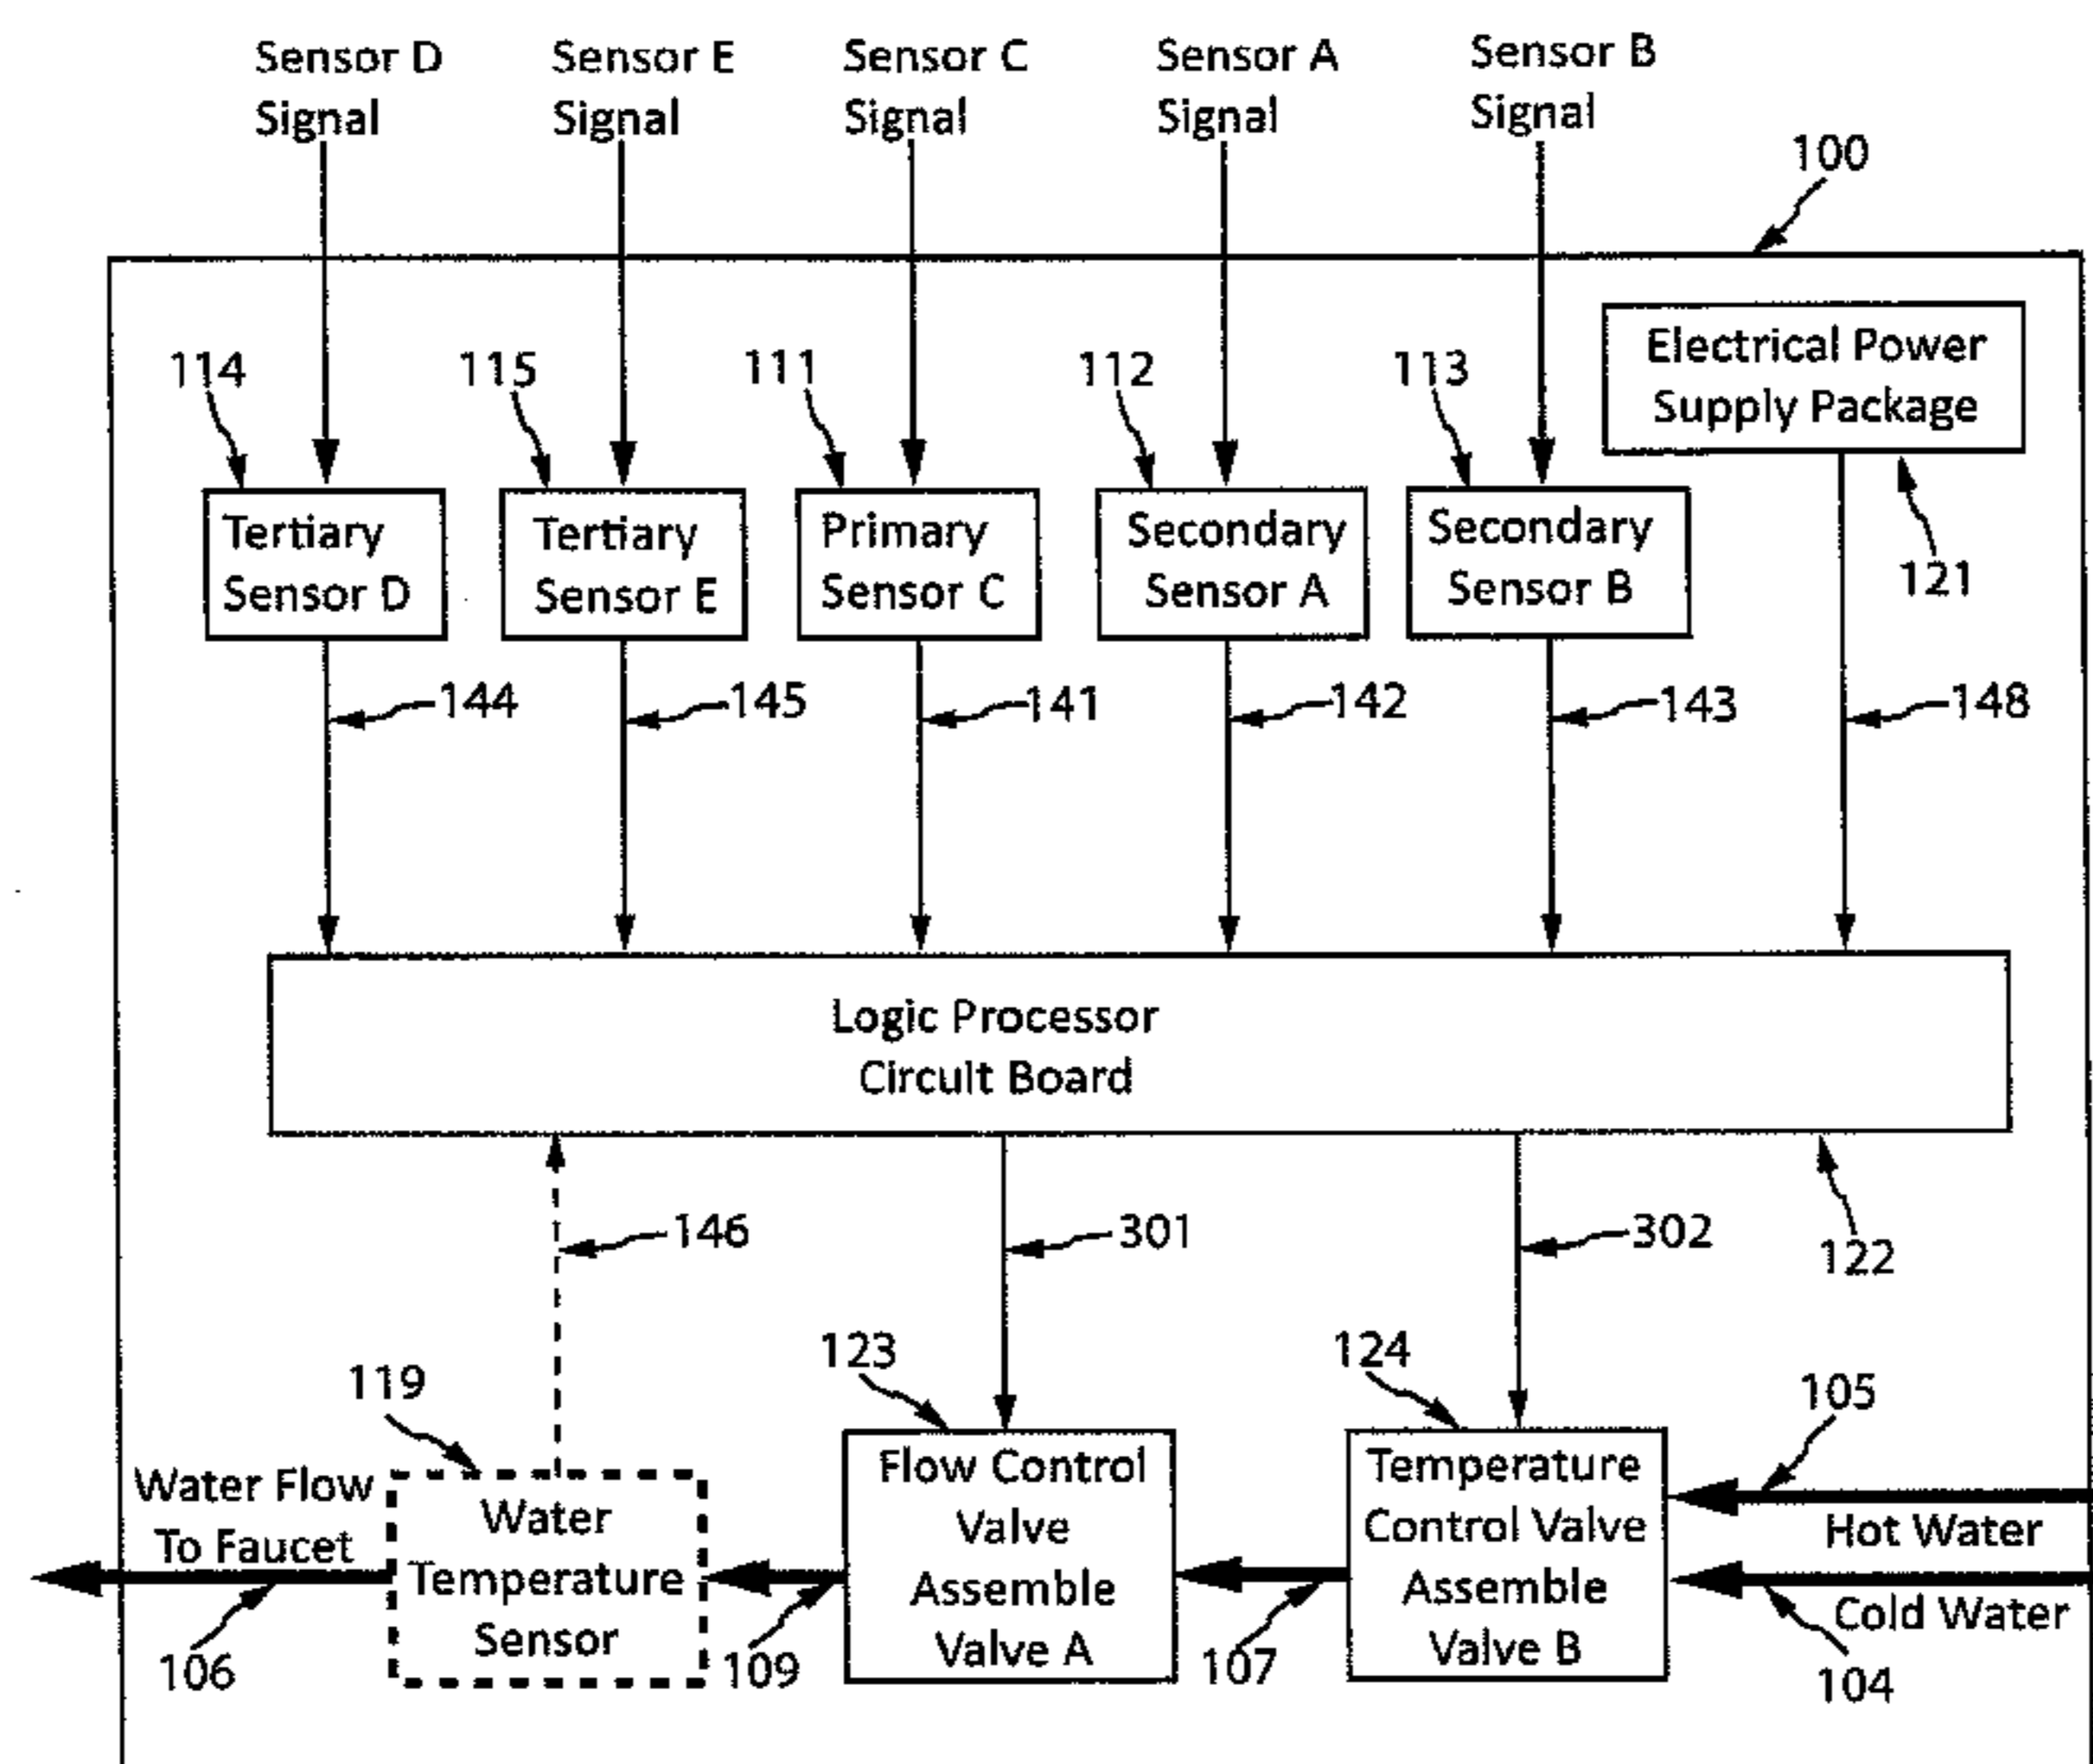 Sensor D
Signal
Sensor E
Signal
Sensor C
Signal
Sensor A
Signal
Sensor B
Signal
100
Electrical Power
Supply Package
121
114
115
111
112
113
Tertiary
Sensor D
Tertiary
Sensor E
Primary
Sensor C
Secondary
Sensor A
Secondary
Sensor B
144
145
141
142
143
148
Logic Processor
Circuit Board
146
301
302
122
119
123
124
105
Water Flow
To Faucet
106
Water
Temperature
Sensor
109
Flow Control
Valve
Assemble
Valve A
107
Temperature
Control Valve
Assemble
Valve B
Hot Water
Cold Water
104